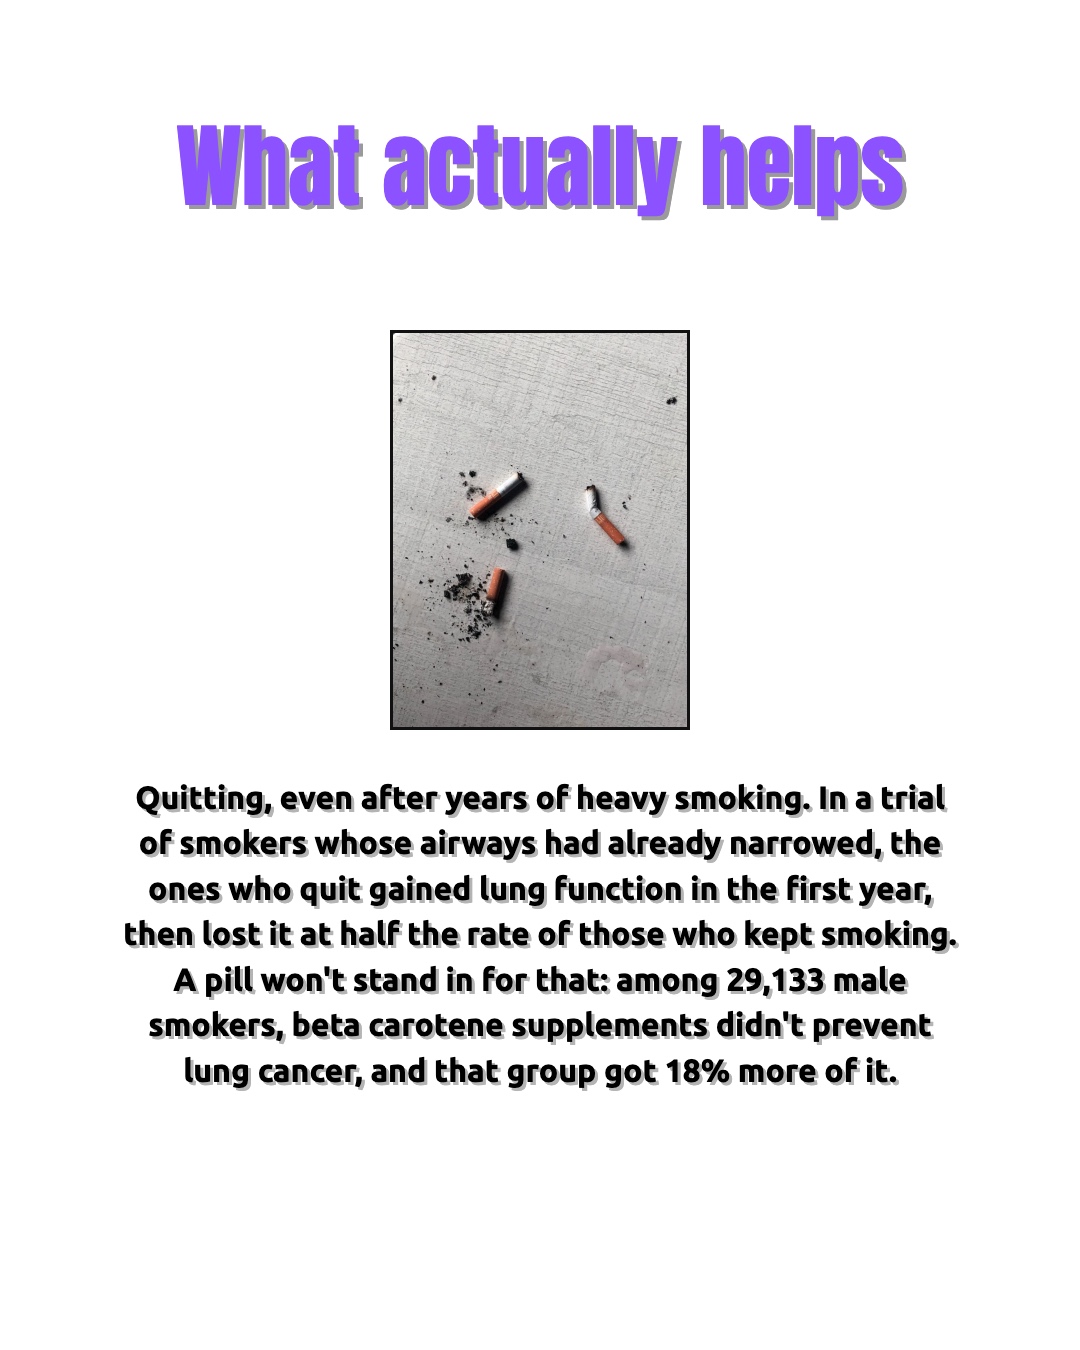 What actually helps
Quitting, even after years of heavy smoking. In a trial
of smokers whose airways had already narrowed, the
ones who quit gained lung function in the first year,
then lost it at half the rate of those who kept smoking.
A pill won't stand in for that: among 29,133 male
smokers, beta carotene supplements didn't prevent
lung cancer, and that group got 18% more of it.